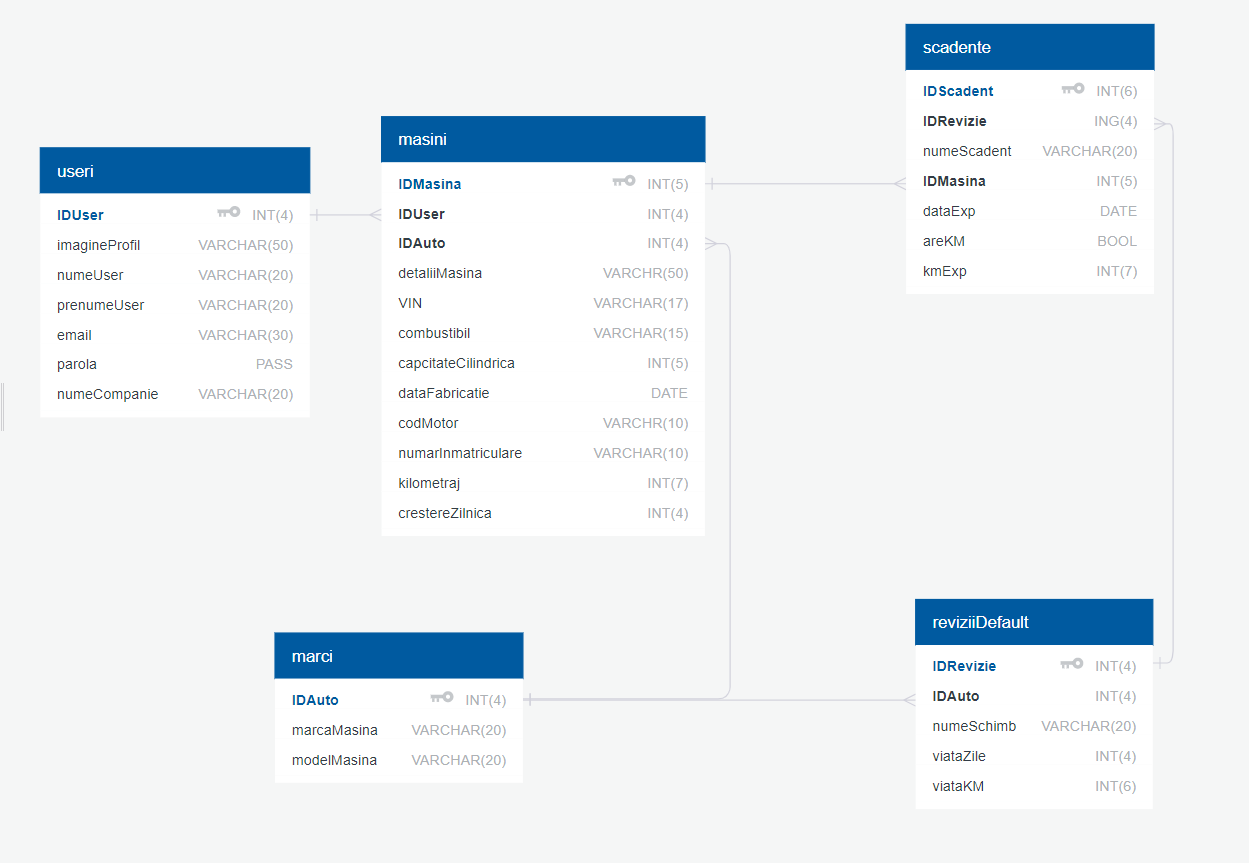 useri
IDUser INT(4)
imagineProfil VARCHAR(50)
numeUser VARCHAR(20)
prenumeUser VARCHAR(20)
email VARCHAR(30)
parola PASS
numeCompanie VARCHAR(20)
masini
IDMasina INT(5)
IDUser INT(4)
IDAuto INT(4)
detaliiMasina VARCHR(50)
VIN VARCHAR(17)
combustibil VARCHAR(15)
capcitateCilindrica INT(5)
dataFabricatie DATE
codMotor VARCHR(10)
numarInmatriculare VARCHAR(10)
kilometraj INT(7)
crestereZilnica INT(4)
scadente
IDScadent INT(6)
IDRevizie ING(4)
numeScadent VARCHAR(20)
IDMasina INT(5)
dataExp DATE
areKM BOOL
kmExp INT(7)
marci
IDAuto INT(4)
marcaMasina VARCHAR(20)
modelMasina VARCHAR(20)
reviziiDefault
IDRevizie INT(4)
IDAuto INT(4)
numeSchimb VARCHAR(20)
viataZile INT(4)
viataKM INT(6)